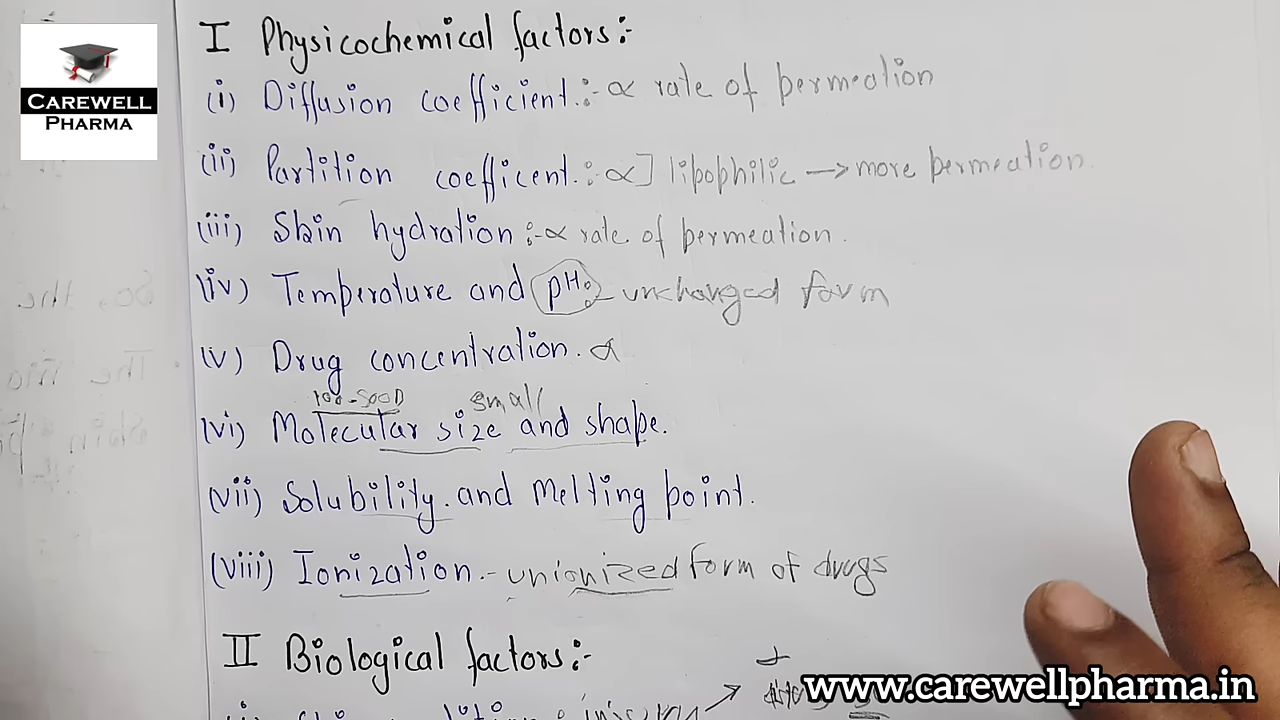 CAREWELL
PHARMA
I Physicochemical factors:-
(i) Diffusion coefficient :- ∝ rate of permeation
(ii) Partition coefficent :- ∝] lipophilic → more permeation.
(iii) Skin hydration :- ∝ rate of permeation.
(iv) Temperature and pH:- unchanged form
(v) Drug concentration. ∝
100-500D small
(vi) Molecular size and shape.
(vii) Solubility and Melting point.
(viii) Ionization.- unionized form of drugs
II Biological factors:-
www.carewellpharma.in